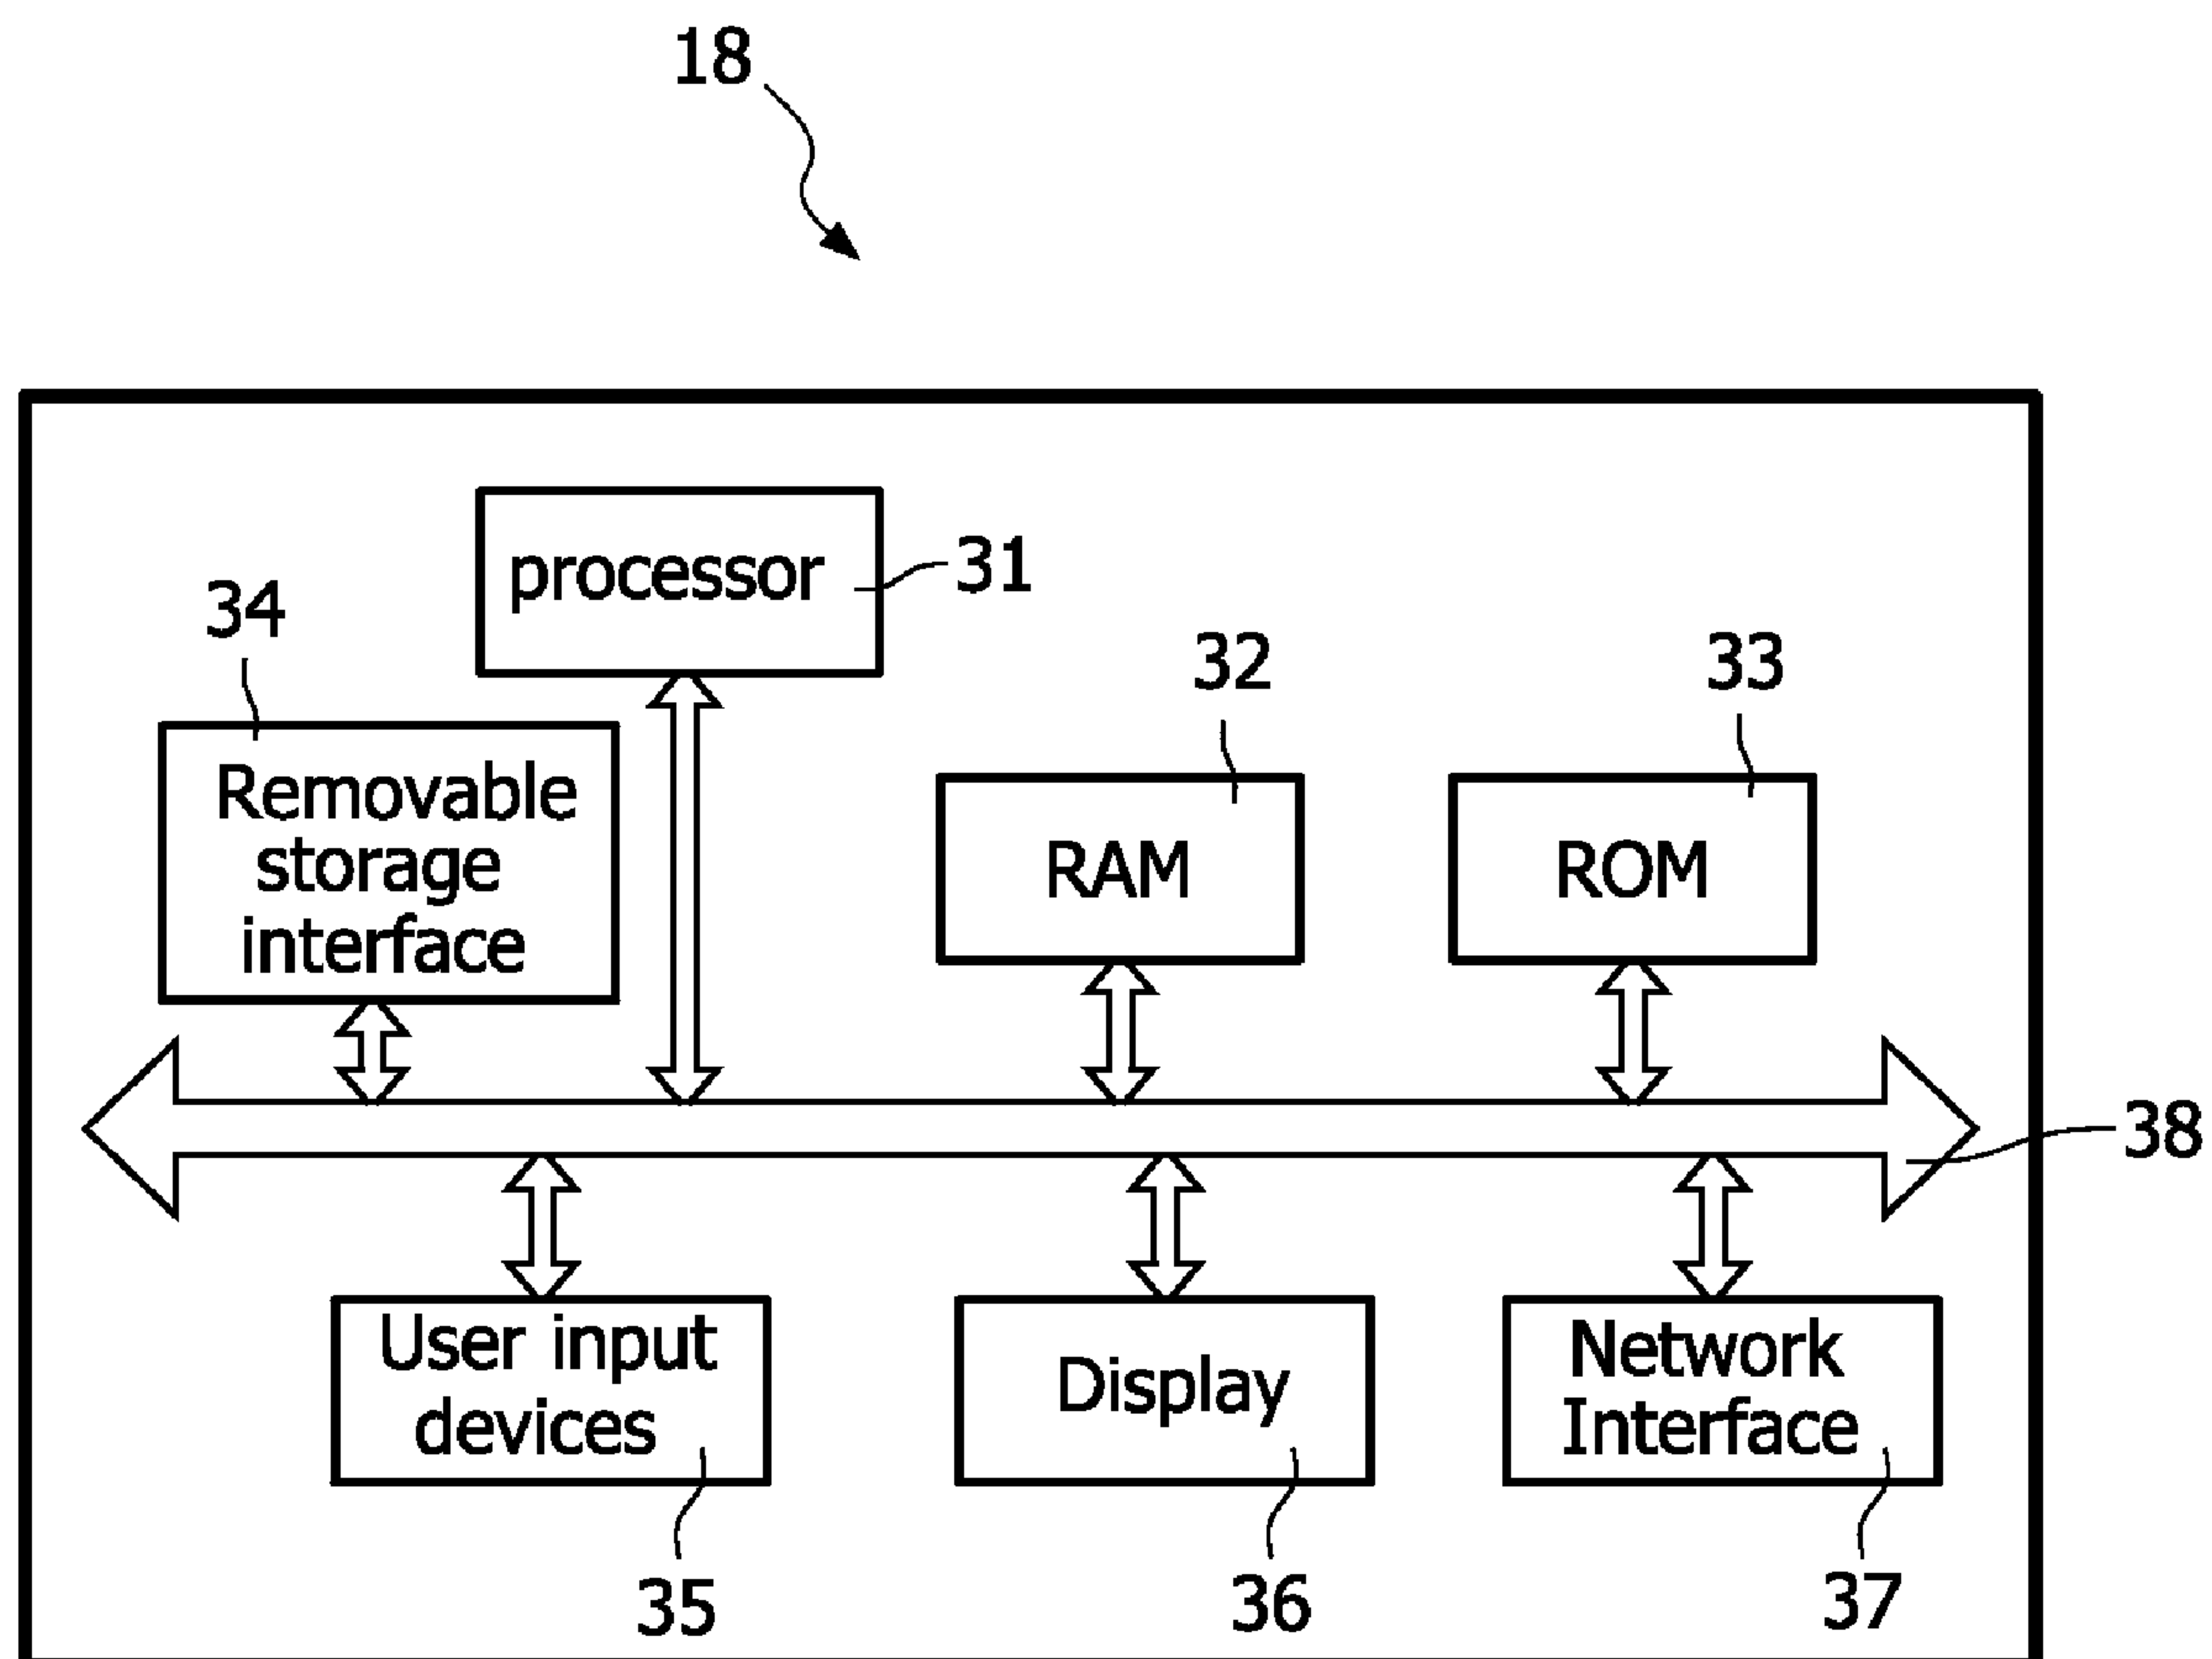 18
processor
31
34
32
33
Removable
storage
interface
RAM
ROM
38
User input
devices
Display
Network
Interface
35
36
37